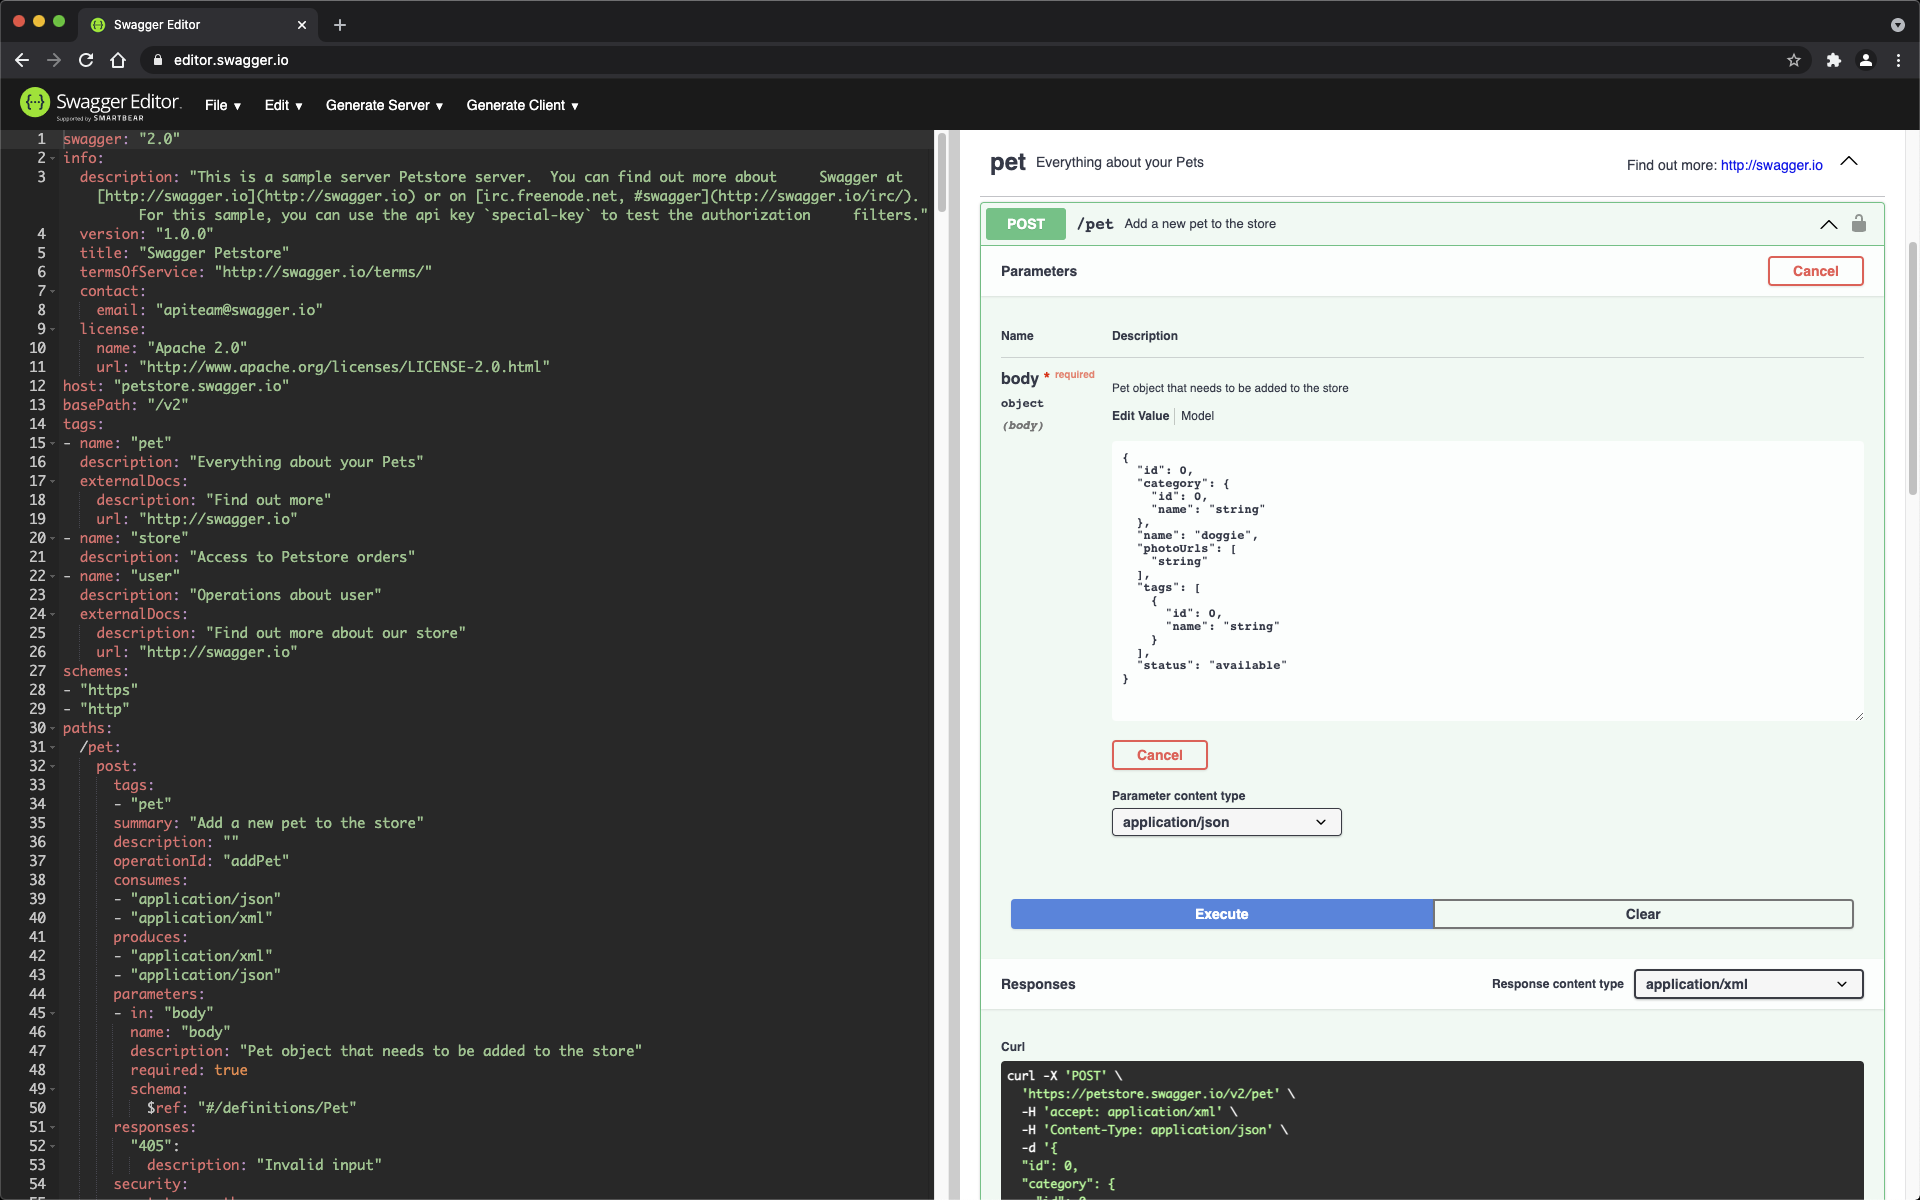 Swagger Editor
editor.swagger.io
Swagger Editor.
Supported by SMARTBEAR
File ▾ Edit ▾ Generate Server ▾ Generate Client ▾
1 swagger: "2.0"
2 info:
3 description: "This is a sample server Petstore server.  You can find out more about     Swagger at
[http://swagger.io](http://swagger.io) or on [irc.freenode.net, #swagger](http://swagger.io/irc/).
For this sample, you can use the api key `special-key` to test the authorization     filters."
4 version: "1.0.0"
5 title: "Swagger Petstore"
6 termsOfService: "http://swagger.io/terms/"
7 contact:
8 email: "apiteam@swagger.io"
9 license:
10 name: "Apache 2.0"
11 url: "http://www.apache.org/licenses/LICENSE-2.0.html"
12 host: "petstore.swagger.io"
13 basePath: "/v2"
14 tags:
15 - name: "pet"
16 description: "Everything about your Pets"
17 externalDocs:
18 description: "Find out more"
19 url: "http://swagger.io"
20 - name: "store"
21 description: "Access to Petstore orders"
22 - name: "user"
23 description: "Operations about user"
24 externalDocs:
25 description: "Find out more about our store"
26 url: "http://swagger.io"
27 schemes:
28 - "https"
29 - "http"
30 paths:
31 /pet:
32 post:
33 tags:
34 - "pet"
35 summary: "Add a new pet to the store"
36 description: ""
37 operationId: "addPet"
38 consumes:
39 - "application/json"
40 - "application/xml"
41 produces:
42 - "application/xml"
43 - "application/json"
44 parameters:
45 - in: "body"
46 name: "body"
47 description: "Pet object that needs to be added to the store"
48 required: true
49 schema:
50 $ref: "#/definitions/Pet"
51 responses:
52 "405":
53 description: "Invalid input"
54 security:
pet Everything about your Pets
Find out more: http://swagger.io
POST /pet Add a new pet to the store
Parameters
Cancel
Name Description
body * required
object
(body)
Pet object that needs to be added to the store
Edit Value | Model
{
"id": 0,
"category": {
"id": 0,
"name": "string"
},
"name": "doggie",
"photoUrls": [
"string"
],
"tags": [
{
"id": 0,
"name": "string"
}
],
"status": "available"
}
Cancel
Parameter content type
application/json
Execute Clear
Responses
Response content type application/xml
Curl
curl -X 'POST' \
'https://petstore.swagger.io/v2/pet' \
-H 'accept: application/xml' \
-H 'Content-Type: application/json' \
-d '{
"id": 0,
"category": {